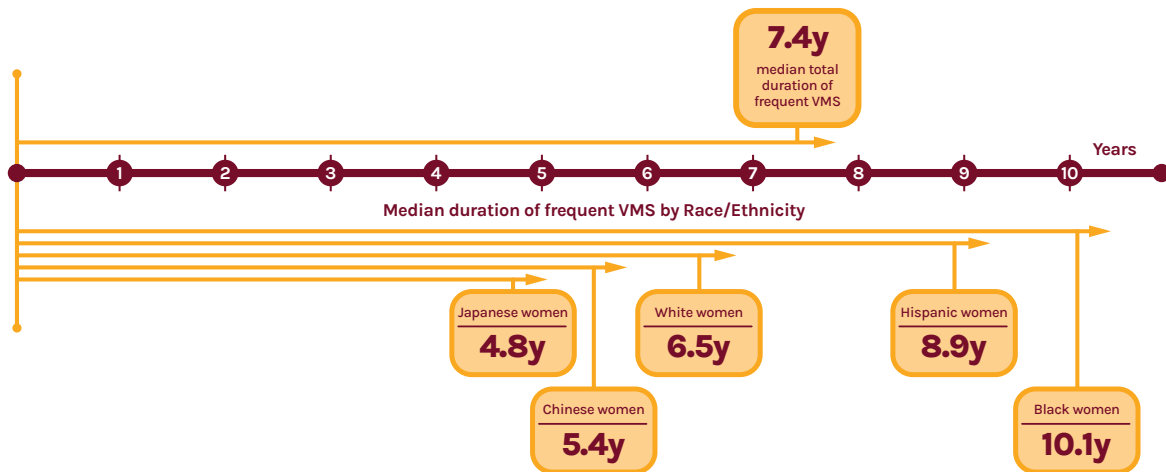 7.4y
median total
duration of
frequent VMS
Years
1 2 3 4 5 6 7 8 9 10
Median duration of frequent VMS by Race/Ethnicity
Japanese women
4.8y
White women
6.5y
Hispanic women
8.9y
Chinese women
5.4y
Black women
10.1y